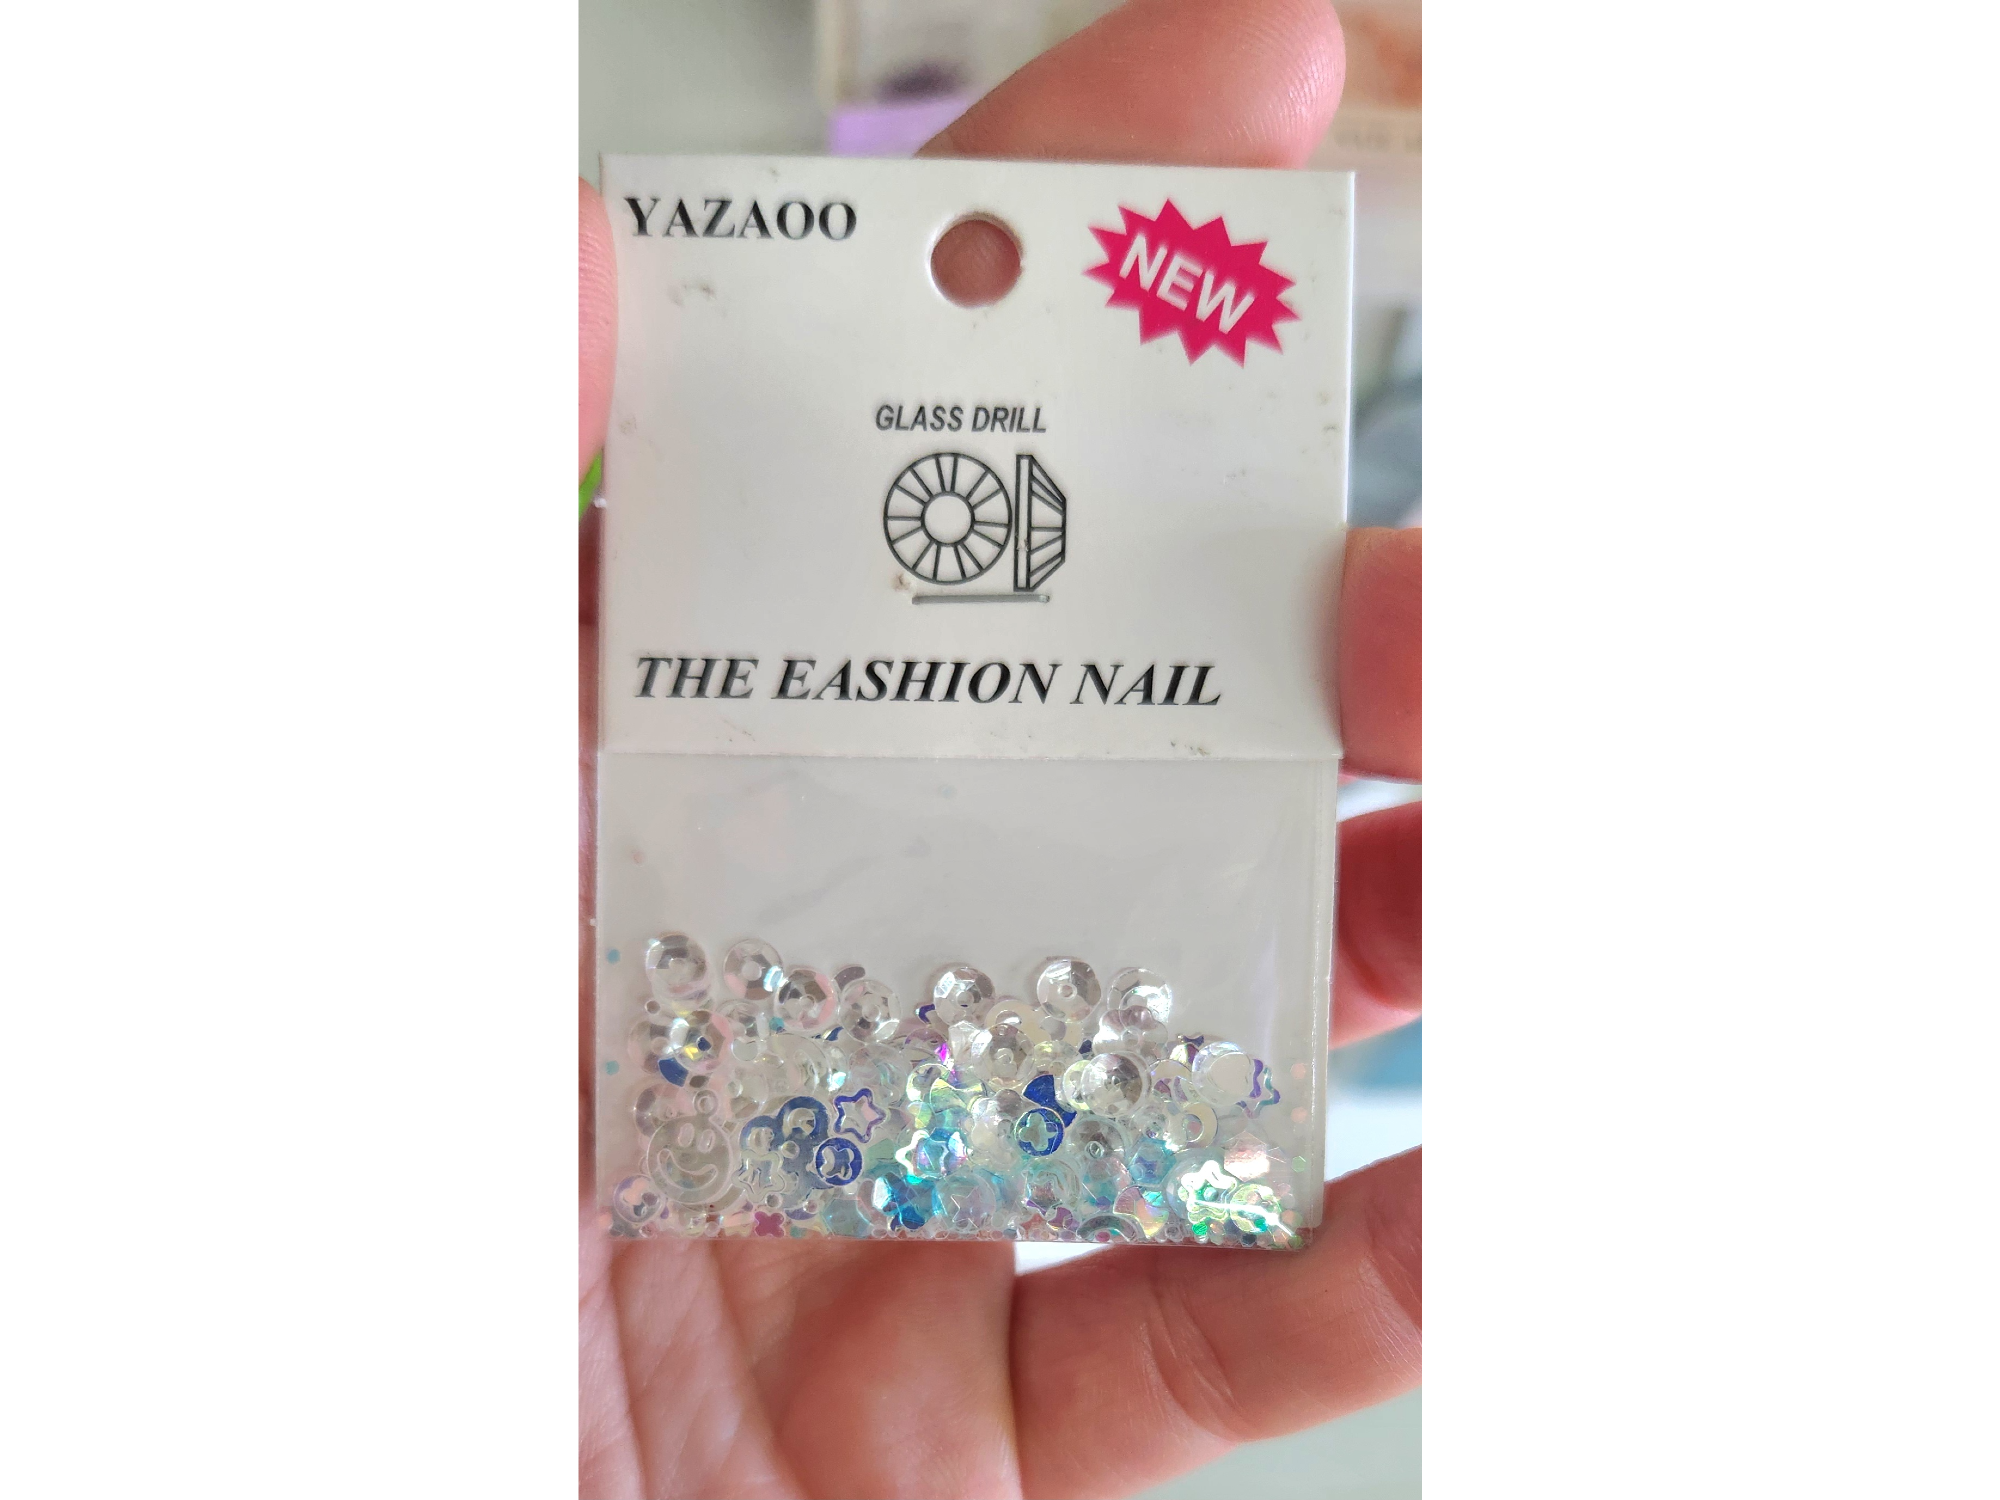 YAZAOO
NEW
GLASS DRILL
THE EASHION NAIL